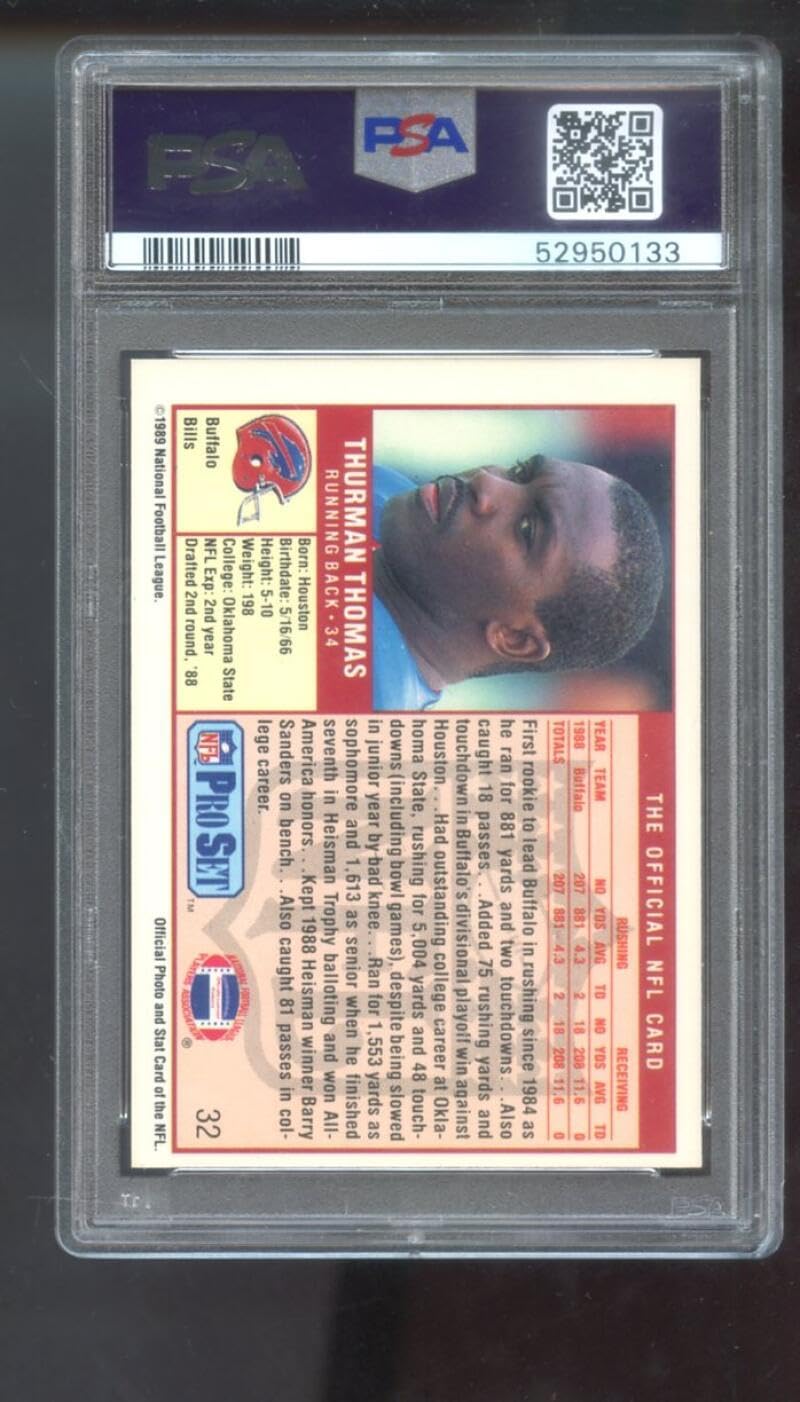 PSA
PSA
52950133
THE OFFICIAL NFL CARD
RUSHING RECEIVING
YEAR TEAM NO YDS AVG TD NO YDS AVG TD
1988 Buffalo 207 881 4.3 2 18 208 11.6 0
TOTALS 207 881 4.3 2 18 208 11.6 0
First rookie to lead Buffalo in rushing since 1984 as
he ran for 881 yards and two touchdowns. . .Also
caught 18 passes. . .Added 75 rushing yards and
touchdown in Buffalo's divisional playoff win against
Houston. . .Had outstanding college career at Okla-
homa State, rushing for 5,004 yards and 48 touch-
downs (including bowl games), despite being slowed
in junior year by bad knee. . .Ran for 1,553 yards as
sophomore and 1,613 as senior when he finished
seventh in Heisman Trophy balloting and won All-
America honors. . .Kept 1988 Heisman winner Barry
Sanders on bench. . .Also caught 81 passes in col-
lege career.
THURMAN THOMAS
RUNNING BACK • 34
Buffalo
Bills
Born: Houston
Birthdate: 5/16/66
Height: 5-10
Weight: 198
College: Oklahoma State
NFL Exp: 2nd year
Drafted 2nd round, '88
NFL PRO SET TM
NATIONAL FOOTBALL LEAGUE
PLAYERS ASSOCIATION ®
32
©1989 National Football League.
Official Photo and Stat Card of the NFL.
PSA